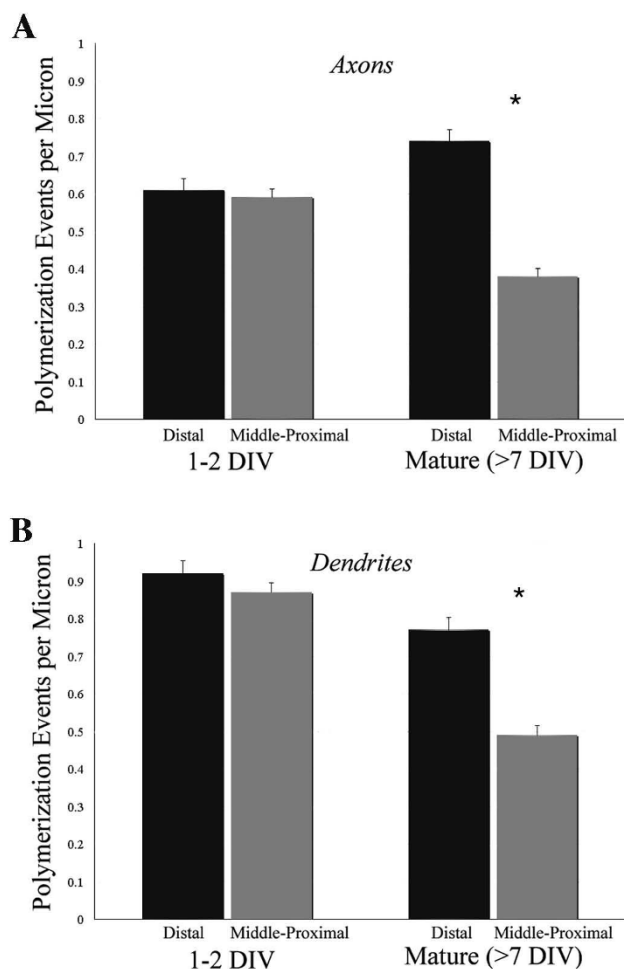 A
Axons
*
Polymerization Events per Micron
1
0.9
0.8
0.7
0.6
0.5
0.4
0.3
0.2
0.1
0
Distal Middle-Proximal Distal Middle-Proximal
1-2 DIV Mature (>7 DIV)
B
Dendrites
*
Polymerization Events per Micron
1
0.9
0.8
0.7
0.6
0.5
0.4
0.3
0.2
0.1
0
Distal Middle-Proximal Distal Middle-Proximal
1-2 DIV Mature (>7 DIV)